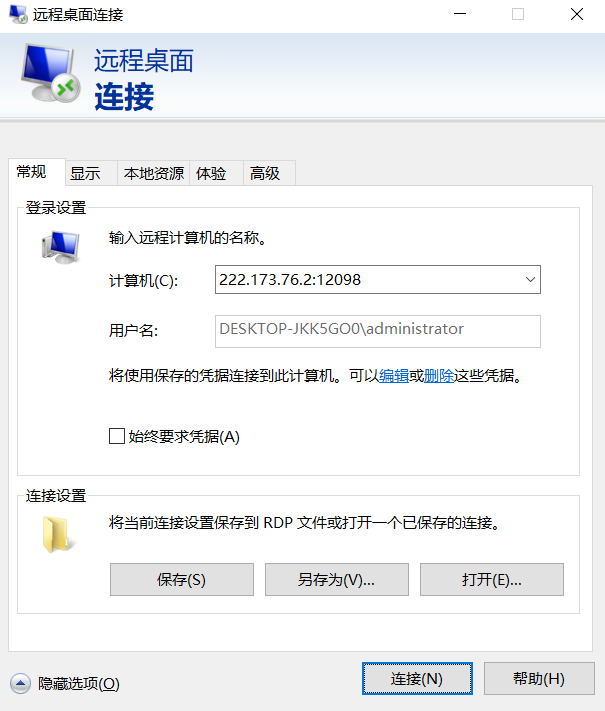 远程桌面连接
远程桌面
连接
常规 显示 本地资源 体验 高级
登录设置
输入远程计算机的名称。
计算机(C): 222.173.76.2:12098
用户名: DESKTOP-JKK5GO0\administrator
将使用保存的凭据连接到此计算机。可以编辑或删除这些凭据。
始终要求凭据(A)
连接设置
将当前连接设置保存到 RDP 文件或打开一个已保存的连接。
保存(S) 另存为(V)... 打开(E)...
隐藏选项(O) 连接(N) 帮助(H)